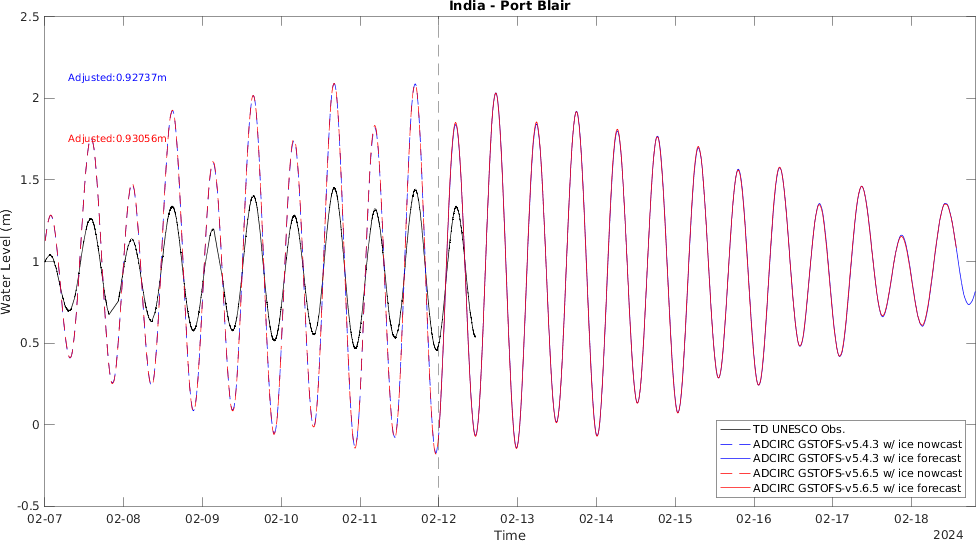 India - Port Blair
Adjusted:0.92737m
Adjusted:0.93056m
Water Level (m)
2.5
2
1.5
1
0.5
0
-0.5
02-07 02-08 02-09 02-10 02-11 02-12 02-13 02-14 02-15 02-16 02-17 02-18
Time
2024
TD UNESCO Obs.
ADCIRC GSTOFS-v5.4.3 w/ ice nowcast
ADCIRC GSTOFS-v5.4.3 w/ ice forecast
ADCIRC GSTOFS-v5.6.5 w/ ice nowcast
ADCIRC GSTOFS-v5.6.5 w/ ice forecast